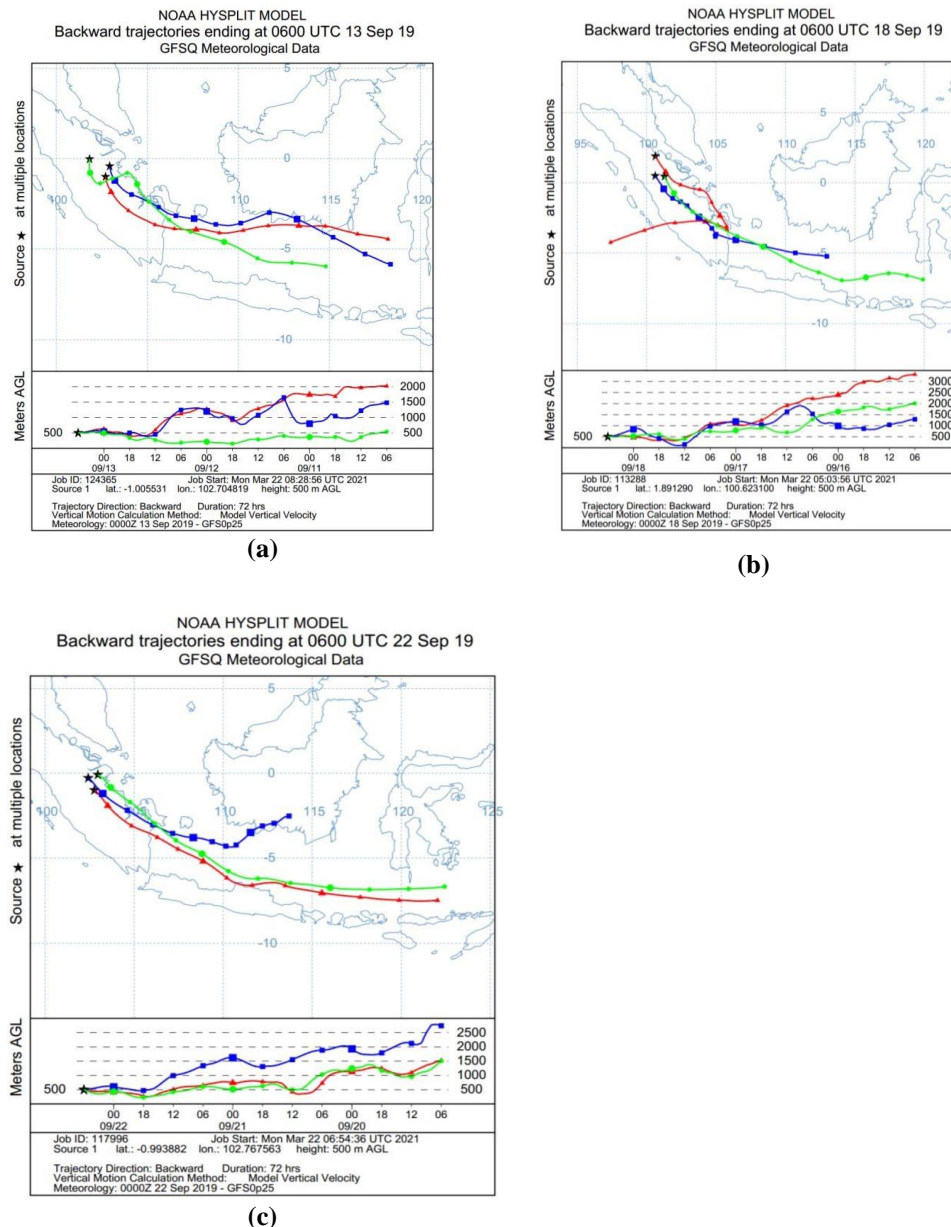 NOAA HYSPLIT MODEL
Backward trajectories ending at 0600 UTC 13 Sep 19
GFSQ Meteorological Data
Source ★ at multiple locations
5
0
100
105
110
115
120
-5
-10
Meters AGL
500
2000
1500
1000
500
00 18 12 06 00 18 12 06 00 18 12 06
09/13 09/12 09/11
Job ID: 124365 Job Start: Mon Mar 22 08:28:56 UTC 2021
Source 1 lat.: -1.005531 lon.: 102.704819 height: 500 m AGL
Trajectory Direction: Backward Duration: 72 hrs
Vertical Motion Calculation Method: Model Vertical Velocity
Meteorology: 0000Z 13 Sep 2019 - GFS0p25
(a)
NOAA HYSPLIT MODEL
Backward trajectories ending at 0600 UTC 18 Sep 19
GFSQ Meteorological Data
Source ★ at multiple locations
5
95
100
105
110
115
120
0
-5
-10
Meters AGL
500
3000
2500
2000
1500
1000
500
00 18 12 06 00 18 12 06 00 18 12 06
09/18 09/17 09/16
Job ID: 113288 Job Start: Mon Mar 22 05:03:56 UTC 2021
Source 1 lat.: 1.891290 lon.: 100.623100 height: 500 m AGL
Trajectory Direction: Backward Duration: 72 hrs
Vertical Motion Calculation Method: Model Vertical Velocity
Meteorology: 0000Z 18 Sep 2019 - GFS0p25
(b)
NOAA HYSPLIT MODEL
Backward trajectories ending at 0600 UTC 22 Sep 19
GFSQ Meteorological Data
Source ★ at multiple locations
5
0
100
105
110
115
120
125
-5
-10
Meters AGL
500
2500
2000
1500
1000
500
00 18 12 06 00 18 12 06 00 18 12 06
09/22 09/21 09/20
Job ID: 117996 Job Start: Mon Mar 22 06:54:36 UTC 2021
Source 1 lat.: -0.993882 lon.: 102.767563 height: 500 m AGL
Trajectory Direction: Backward Duration: 72 hrs
Vertical Motion Calculation Method: Model Vertical Velocity
Meteorology: 0000Z 22 Sep 2019 - GFS0p25
(c)